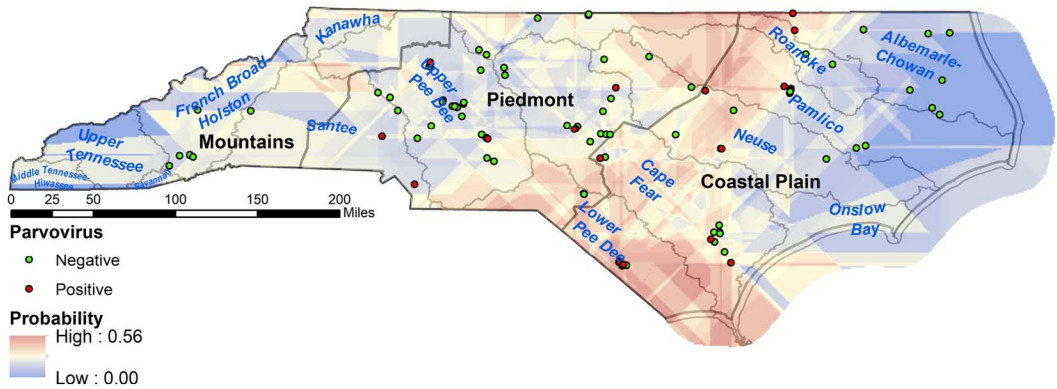 Kanawha
French Broad-
Holston
Upper
Pee Dee
Roanoke
Albemarle-
Chowan
Piedmont
Pamlico
Santee
Mountains
Neuse
Upper
Tennessee
Middle Tennessee-
Hiwassee
Savannah
Cape
Fear
Coastal Plain
Lower
Pee Dee
Onslow
Bay
0 25 50 100 150 200
Miles
Parvovirus
Negative
Positive
Probability
High : 0.56
Low : 0.00